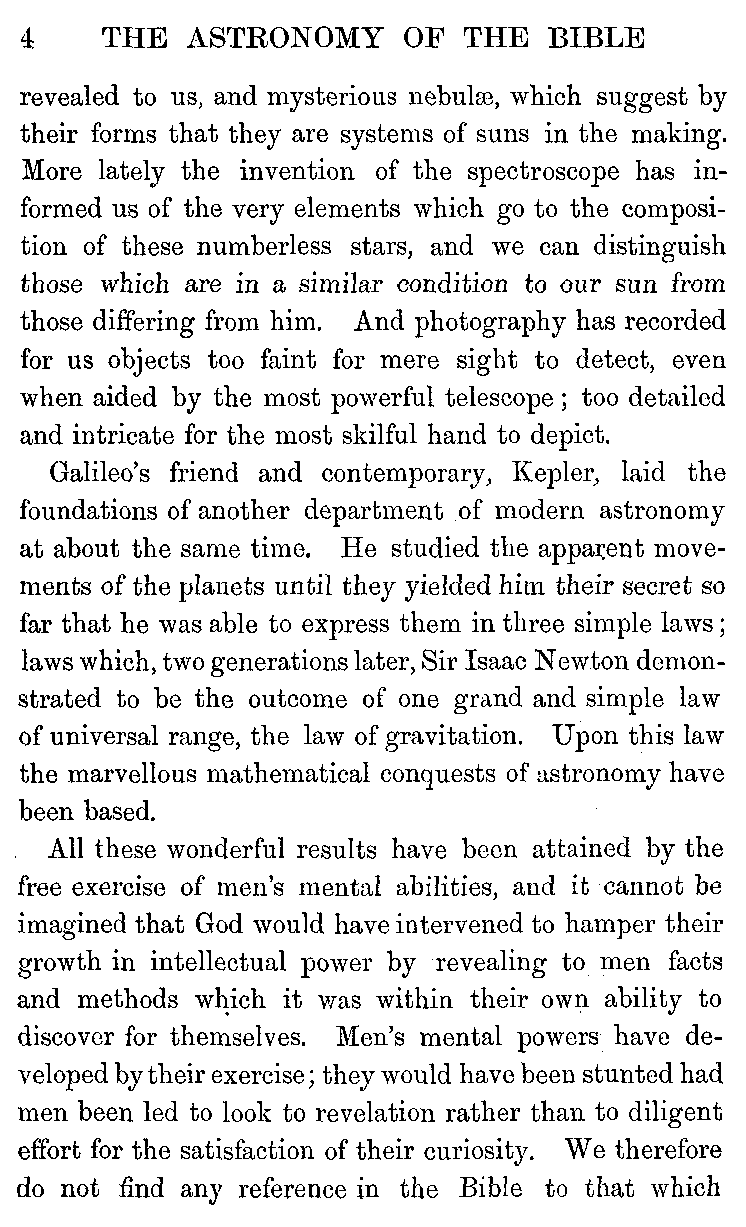 4 THE ASTRONOMY OF THE BIBLE
revealed to us, and mysterious nebulæ, which suggest by
their forms that they are systems of suns in the making.
More lately the invention of the spectroscope has in-
formed us of the very elements which go to the composi-
tion of these numberless stars, and we can distinguish
those which are in a similar condition to our sun from
those differing from him. And photography has recorded
for us objects too faint for mere sight to detect, even
when aided by the most powerful telescope; too detailed
and intricate for the most skilful hand to depict.
Galileo's friend and contemporary, Kepler, laid the
foundations of another department of modern astronomy
at about the same time. He studied the apparent move-
ments of the planets until they yielded him their secret so
far that he was able to express them in three simple laws;
laws which, two generations later, Sir Isaac Newton demon-
strated to be the outcome of one grand and simple law
of universal range, the law of gravitation. Upon this law
the marvellous mathematical conquests of astronomy have
been based.
All these wonderful results have been attained by the
free exercise of men's mental abilities, and it cannot be
imagined that God would have intervened to hamper their
growth in intellectual power by revealing to men facts
and methods which it was within their own ability to
discover for themselves. Men's mental powers have de-
veloped by their exercise; they would have been stunted had
men been led to look to revelation rather than to diligent
effort for the satisfaction of their curiosity. We therefore
do not find any reference in the Bible to that which